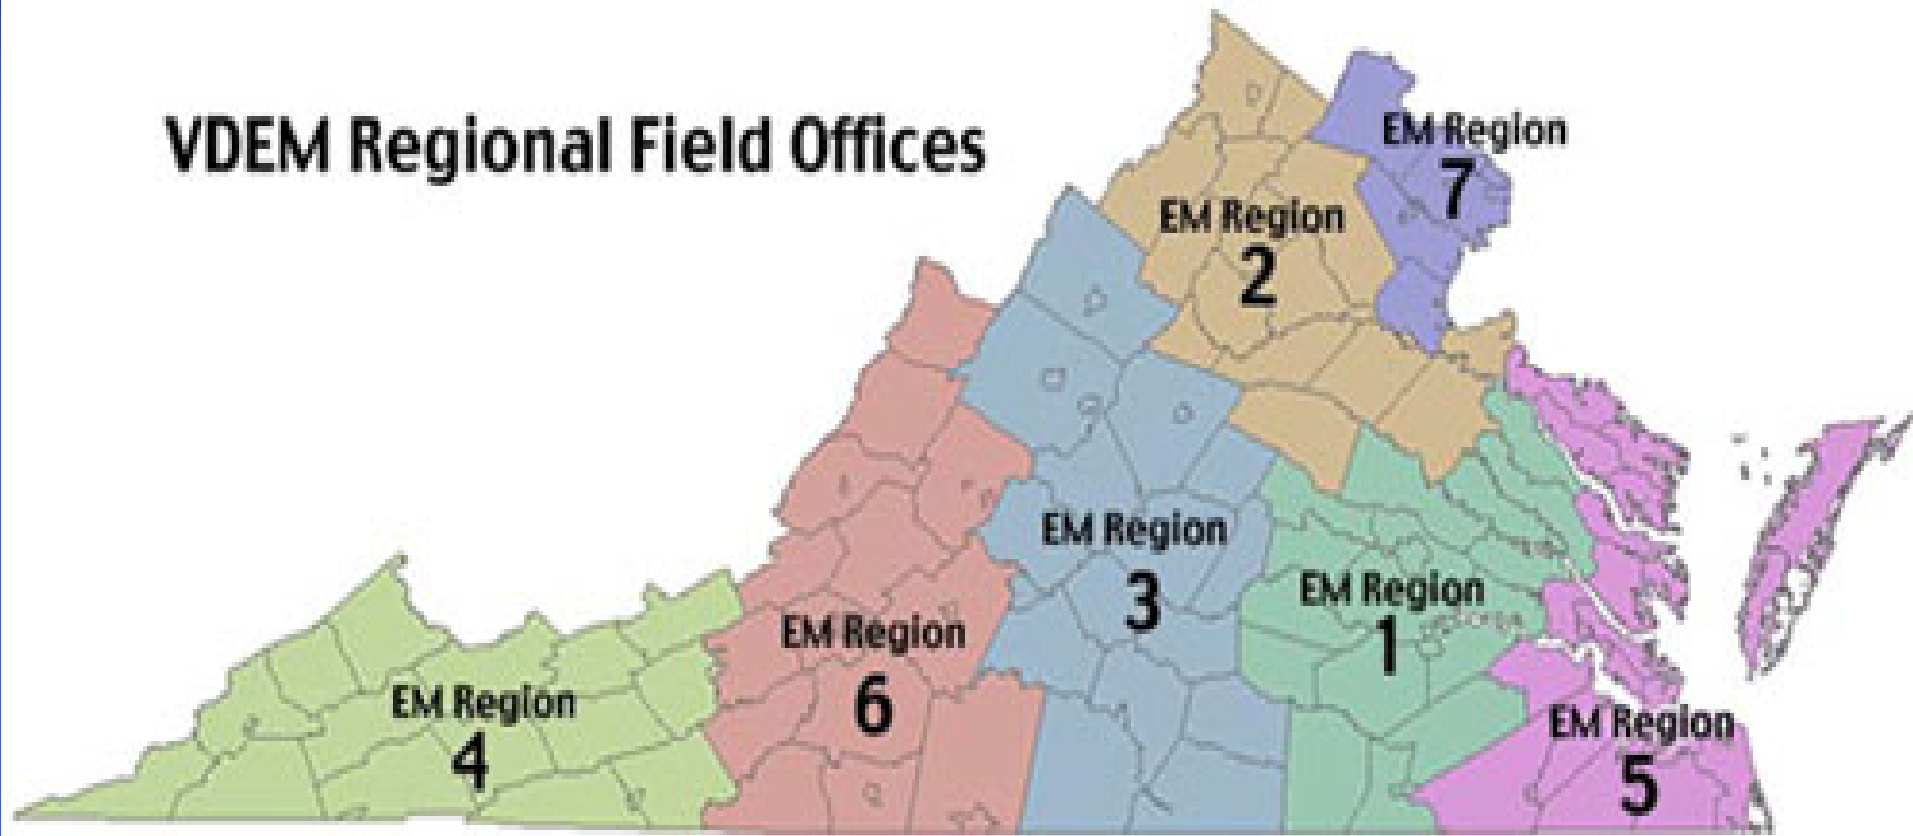 VDEM Regional Field Offices
EM Region
7
EM Region
2
EM Region
3
EM Region
1
EM Region
6
EM Region
4
EM Region
5